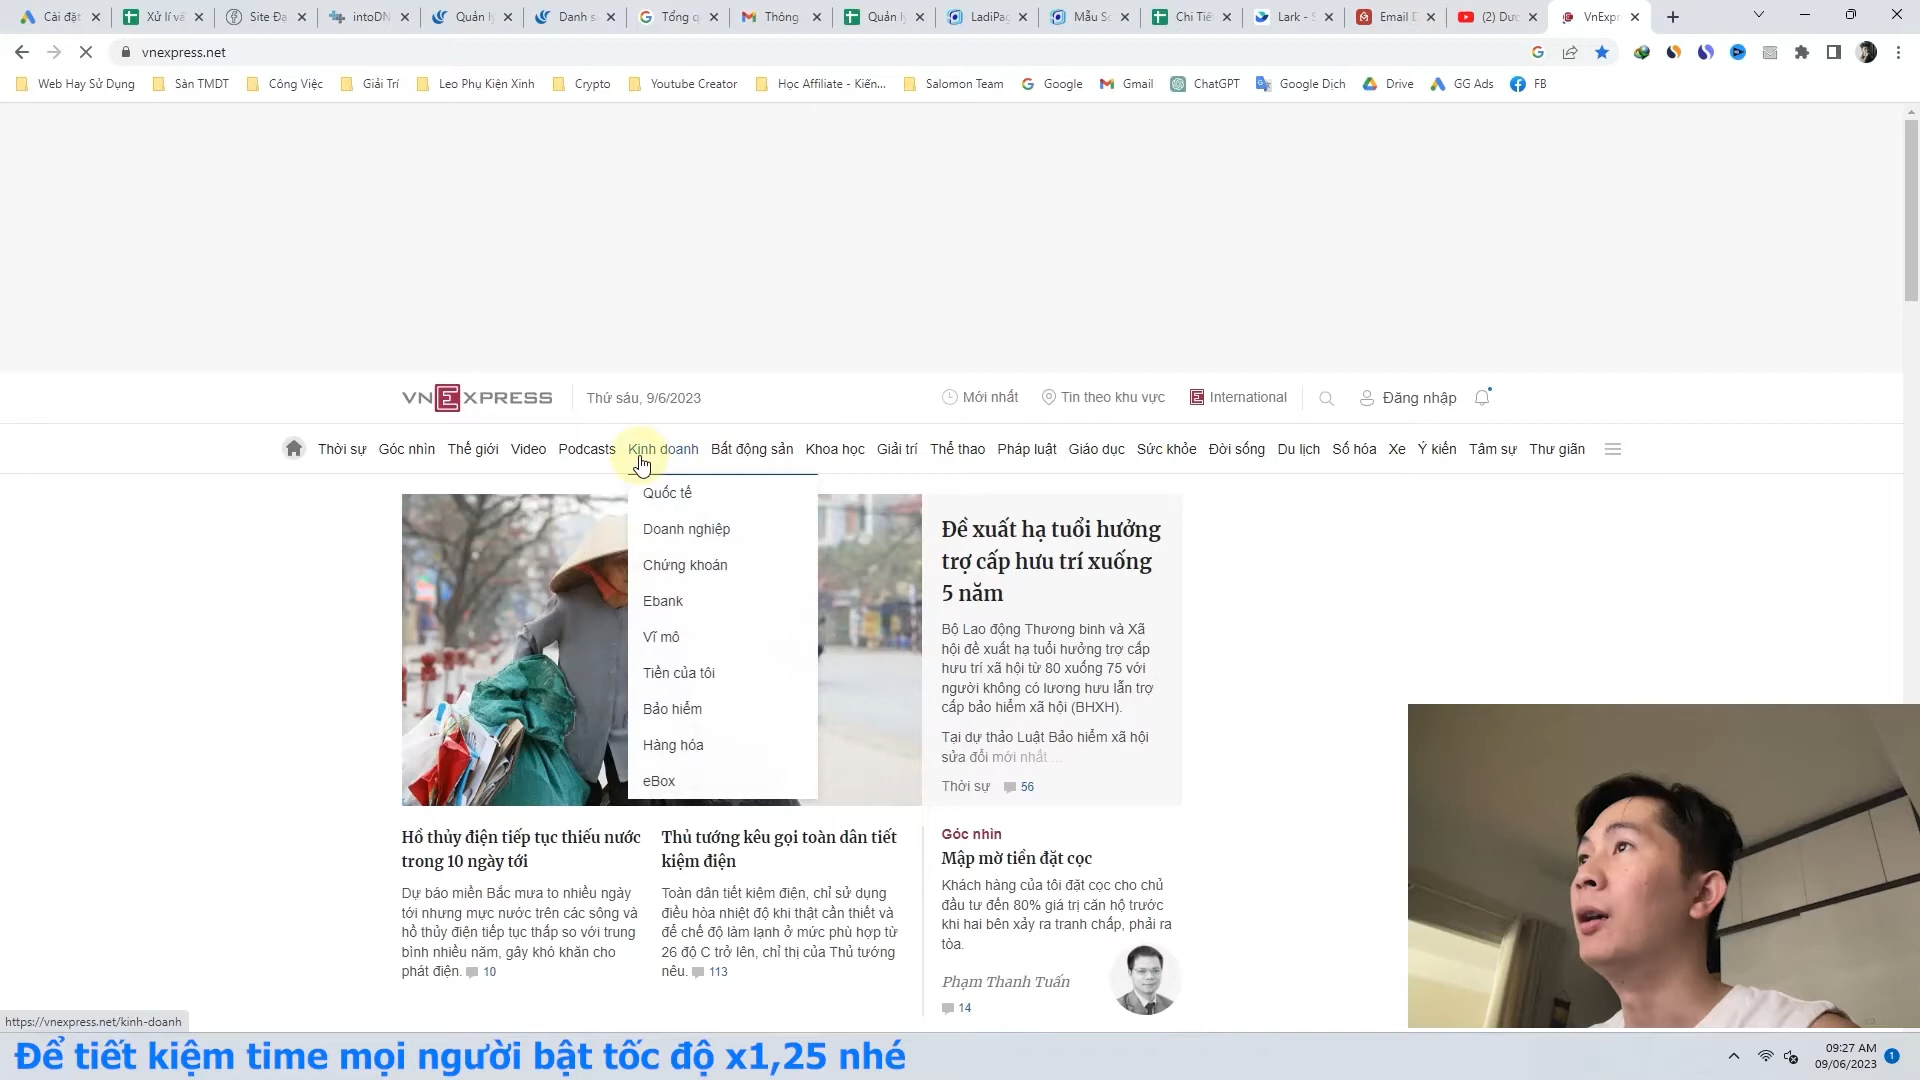 Cài đặt
Xử lí vă
Site Đạ
intoDN
Quản lý
Danh s
Tổng q
Thông
Quản lý
LadiPag
Mẫu Sc
Chi Tiế
Lark - S
Email D
(2) Dươ
VnExpr
vnexpress.net
Web Hay Sử Dụng
Sàn TMDT
Công Việc
Giải Trí
Leo Phụ Kiện Xinh
Crypto
Youtube Creator
Học Affiliate - Kiến...
Salomon Team
Google
Gmail
ChatGPT
Google Dịch
Drive
GG Ads
FB
VNEXPRESS
Thứ sáu, 9/6/2023
Mới nhất
Tin theo khu vực
International
Đăng nhập
Thời sự Góc nhìn Thế giới Video Podcasts Kinh doanh Bất động sản Khoa học Giải trí Thể thao Pháp luật Giáo dục Sức khỏe Đời sống Du lịch Số hóa Xe Ý kiến Tâm sự Thư giãn
Quốc tế
Doanh nghiệp
Chứng khoán
Ebank
Vĩ mô
Tiền của tôi
Bảo hiểm
Hàng hóa
eBox
Đề xuất hạ tuổi hưởng
trợ cấp hưu trí xuống
5 năm
Bộ Lao động Thương binh và Xã
hội đề xuất hạ tuổi hưởng trợ cấp
hưu trí xã hội từ 80 xuống 75 với
người không có lương hưu lẫn trợ
cấp bảo hiểm xã hội (BHXH).
Tại dự thảo Luật Bảo hiểm xã hội
sửa đổi mới nhất ...
Thời sự 56
Hồ thủy điện tiếp tục thiếu nước
trong 10 ngày tới
Dự báo miền Bắc mưa to nhiều ngày
tới nhưng mực nước trên các sông và
hồ thủy điện tiếp tục thấp so với trung
bình nhiều năm, gây khó khăn cho
phát điện. 10
Thủ tướng kêu gọi toàn dân tiết
kiệm điện
Toàn dân tiết kiệm điện, chỉ sử dụng
điều hòa nhiệt độ khi thật cần thiết và
để chế độ làm lạnh ở mức phù hợp từ
26 độ C trở lên, chỉ thị của Thủ tướng
nêu. 113
Góc nhìn
Mập mờ tiền đặt cọc
Khách hàng của tôi đặt cọc cho chủ
đầu tư đến 80% giá trị căn hộ trước
khi hai bên xảy ra tranh chấp, phải ra
tòa.
Phạm Thanh Tuấn
14
https://vnexpress.net/kinh-doanh
Để tiết kiệm time mọi người bật tốc độ x1,25 nhé
09:27 AM
09/06/2023
1